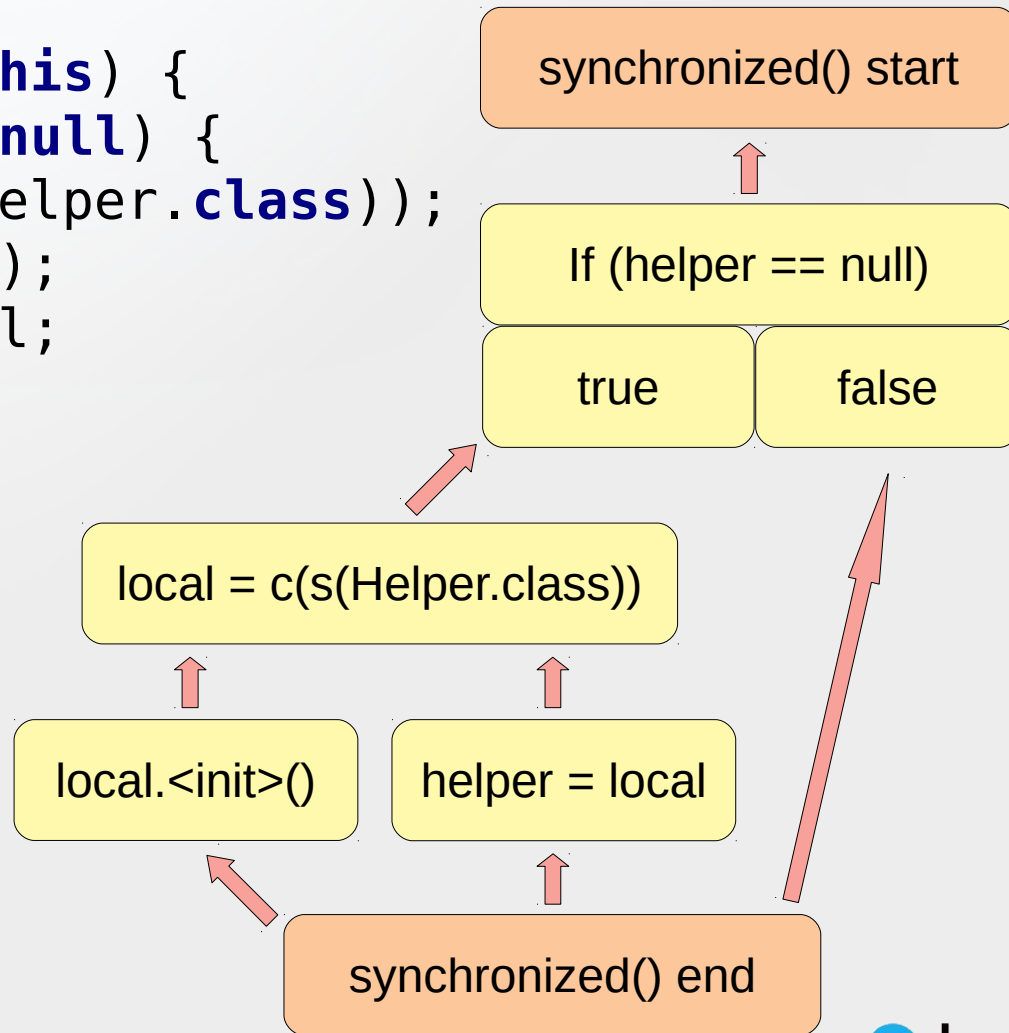 his) {
null) {
elper.class));
);
l;
synchronized() start
If (helper == null)
true
false
local = c(s(Helper.class))
local.<init>()
helper = local
synchronized() end